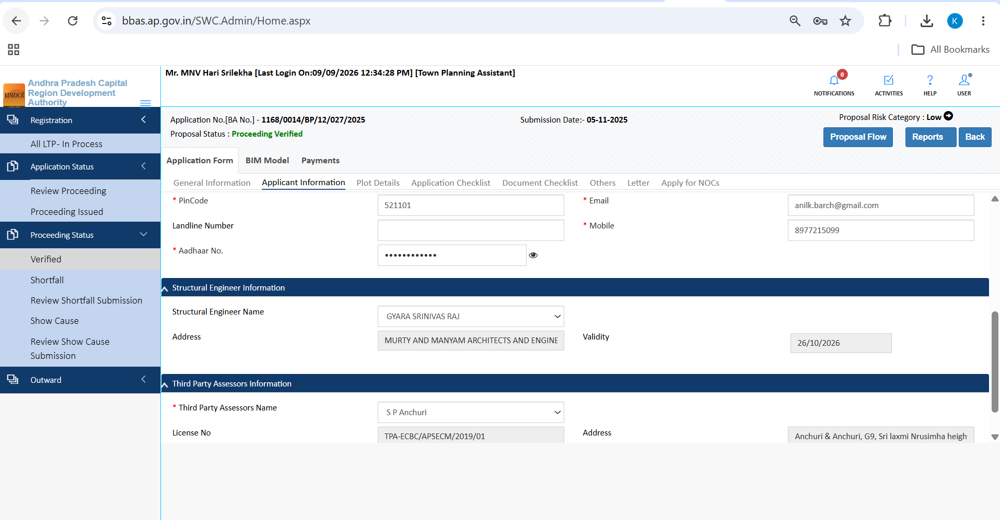 bbas.ap.gov.in/SWC.Admin/Home.aspx
K
All Bookmarks
Mr. MNV Hari Srilekha [Last Login On:09/09/2026 12:34:28 PM] [Town Planning Assistant]
BIMDCR
Andhra Pradesh Capital
Region Development
Authority
0
NOTIFICATIONS
ACTIVITIES
HELP
USER
Registration
All LTP- In Process
Application Status
Review Proceeding
Proceeding Issued
Proceeding Status
Verified
Shortfall
Review Shortfall Submission
Show Cause
Review Show Cause
Submission
Outward
Application No.[BA No.] - 1168/0014/BP/12/027/2025
Submission Date:- 05-11-2025
Proposal Risk Category : Low
Proposal Status : Proceeding Verified
Proposal Flow
Reports
Back
Application Form
BIM Model
Payments
General Information
Applicant Information
Plot Details
Application Checklist
Document Checklist
Others
Letter
Apply for NOCs
* PinCode
521101
* Email
anilk.barch@gmail.com
Landline Number
* Mobile
8977215099
* Aadhaar No.
••••••••••••
Structural Engineer Information
Structural Engineer Name
GYARA SRINIVAS RAJ
Address
MURTY AND MANYAM ARCHITECTS AND ENGINE
Validity
26/10/2026
Third Party Assessors Information
* Third Party Assessors Name
S P Anchuri
License No
TPA-ECBC/APSECM/2019/01
Address
Anchuri & Anchuri, G9, Sri laxmi Nrusimha heigh